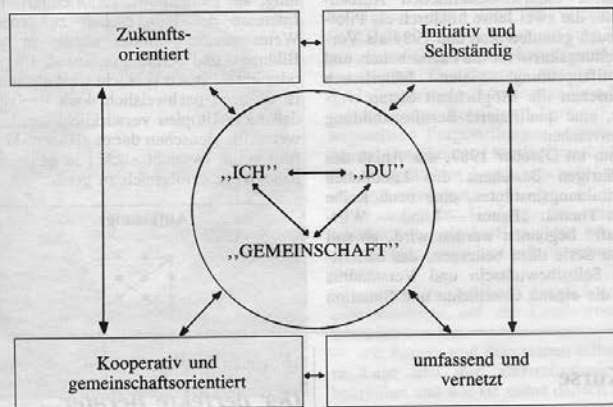 Zukunfts-
orientiert
Initiativ und
Selbständig
,,ICH’’
,,DU’’
,,GEMEINSCHAFT’’
Kooperativ und
gemeinschaftsorientiert
umfassend und
vernetzt